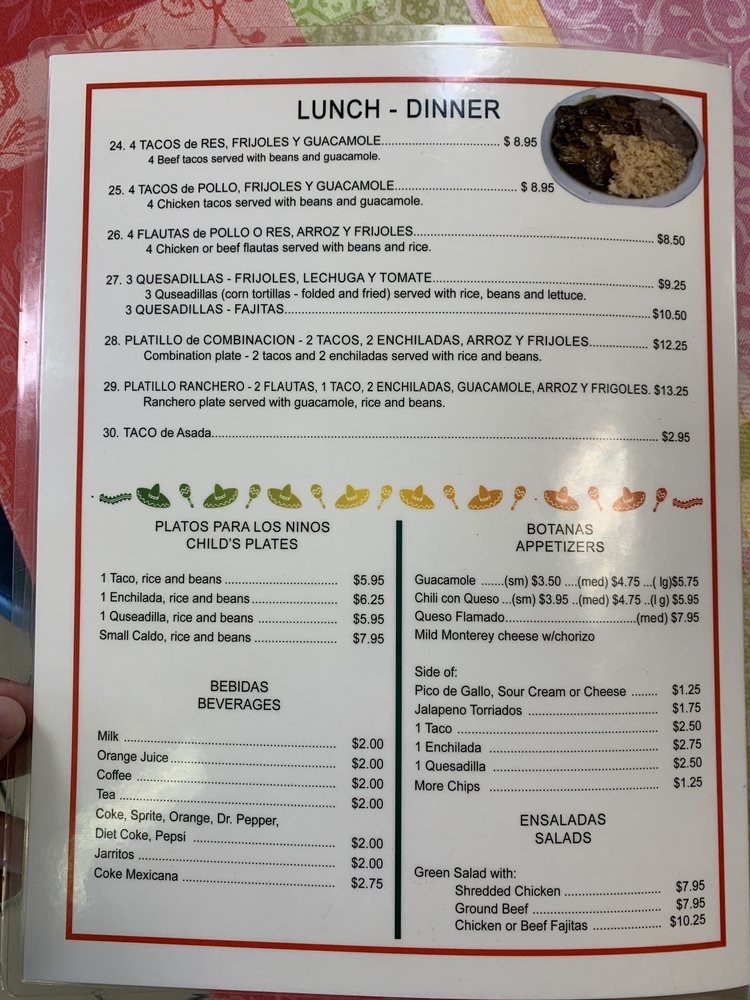 LUNCH - DINNER
24. 4 TACOS de RES, FRIJOLES Y GUACAMOLE................................ $ 8.95
4 Beef tacos served with beans and guacamole.
25. 4 TACOS de POLLO, FRIJOLES Y GUACAMOLE................................. $ 8.95
4 Chicken tacos served with beans and guacamole.
26. 4 FLAUTAS de POLLO O RES, ARROZ Y FRIJOLES................................................................ $8.50
4 Chicken or beef flautas served with beans and rice.
27. 3 QUESADILLAS - FRIJOLES, LECHUGA Y TOMATE............................................................ $9.25
3 Quseadillas (corn tortillas - folded and fried) served with rice, beans and lettuce.
3 QUESADILLAS - FAJITAS................................................................................................$10.50
28. PLATILLO de COMBINACION - 2 TACOS, 2 ENCHILADAS, ARROZ Y FRIJOLES................ $12.25
Combination plate - 2 tacos and 2 enchiladas served with rice and beans.
29. PLATILLO RANCHERO - 2 FLAUTAS, 1 TACO, 2 ENCHILADAS, GUACAMOLE, ARROZ Y FRIGOLES. $13.25
Ranchero plate served with guacamole, rice and beans.
30. TACO de Asada............................................................................................................... $2.95
PLATOS PARA LOS NINOS
CHILD'S PLATES
1 Taco, rice and beans ................................ $5.95
1 Enchilada, rice and beans......................... $6.25
1 Quseadilla, rice and beans ....................... $5.95
Small Caldo, rice and beans ....................... $7.95
BEBIDAS
BEVERAGES
Milk ............................................................ $2.00
Orange Juice............................................... $2.00
Coffee ......................................................... $2.00
Tea .............................................................. $2.00
Coke, Sprite, Orange, Dr. Pepper,
Diet Coke, Pepsi ........................................ $2.00
Jarritos ........................................................ $2.00
Coke Mexicana ........................................... $2.75
BOTANAS
APPETIZERS
Guacamole .......(sm) $3.50 ....(med) $4.75 ...( lg)$5.75
Chili con Queso ...(sm) $3.95 ..(med) $4.75 ..(l g) $5.95
Queso Flamado.....................................(med) $7.95
Mild Monterey cheese w/chorizo
Side of:
Pico de Gallo, Sour Cream or Cheese ........ $1.25
Jalapeno Torriados ..................................... $1.75
1 Taco ......................................................... $2.50
1 Enchilada ................................................. $2.75
1 Quesadilla ................................................ $2.50
More Chips ................................................. $1.25
ENSALADAS
SALADS
Green Salad with:
Shredded Chicken ........................... $7.95
Ground Beef .................................... $7.95
Chicken or Beef Fajitas ................... $10.25